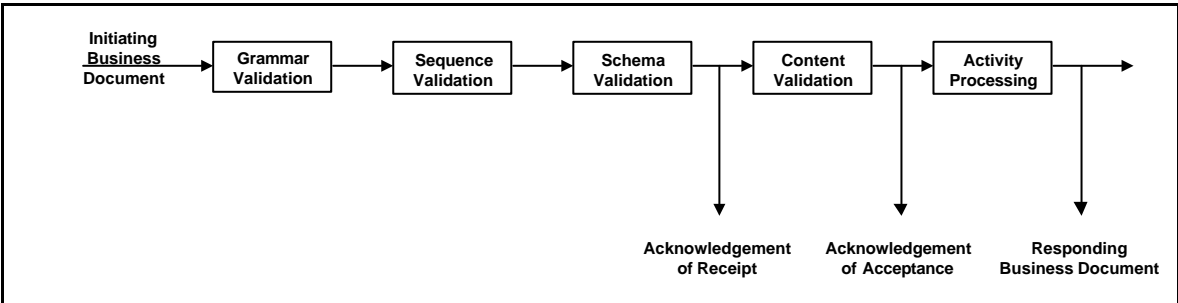 Initiating
Business
Document
Grammar
Validation
Sequence
Validation
Schema
Validation
Content
Validation
Activity
Processing
Acknowledgement
of Receipt
Acknowledgement
of Acceptance
Responding
Business Document